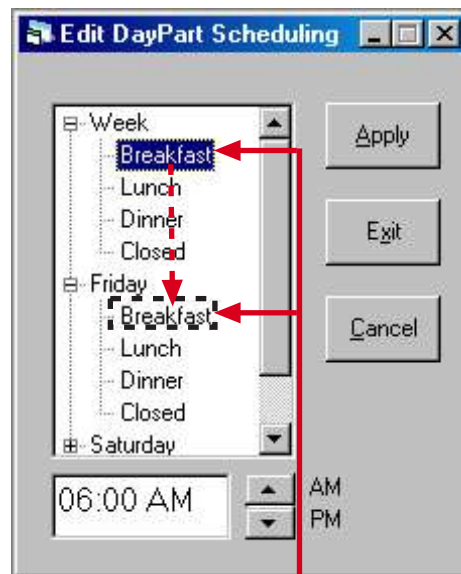 Edit DayPart Scheduling
Week
Breakfast
Lunch
Dinner
Closed
Friday
Breakfast
Lunch
Dinner
Closed
Saturday
Apply
Exit
Cancel
06:00 AM
AM
PM